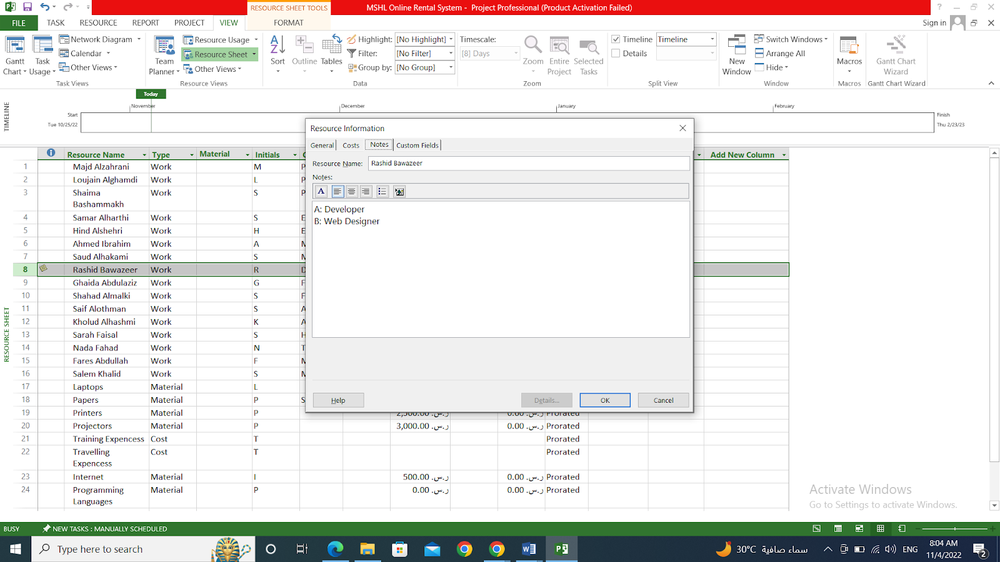 RESOURCE SHEET TOOLS
MSHL Online Rental System - Project Professional (Product Activation Failed)
FILE TASK RESOURCE REPORT PROJECT VIEW FORMAT Sign in
Gantt Chart
Task Usage
Network Diagram
Calendar
Other Views
Task Views
Team Planner
Resource Usage
Resource Sheet
Other Views
Resource Views
Sort
Outline
Tables
Highlight: [No Highlight]
Filter: [No Filter]
Group by: [No Group]
Data
Timescale:
[8] Days
Zoom
Entire Project
Selected Tasks
Zoom
Timeline Timeline
Details
Split View
New Window
Switch Windows
Arrange All
Hide
Window
Macros
Macros
Gantt Chart Wizard
Gantt Chart Wizard
TIMELINE
Today
November December January February
Start
Tue 10/25/22
Finish
Thu 2/23/23
RESOURCE SHEET
Resource Name Type Material Initials Add New Column
1 Majd Alzahrani Work M P
2 Loujain Alghamdi Work L P
3 Shaima Bashammakh Work S P
4 Samar Alharthi Work S E
5 Hind Alshehri Work H E
6 Ahmed Ibrahim Work A M
7 Saud Alhakami Work S M
8 Rashid Bawazeer Work R D
9 Ghaida Abdulaziz Work G F
10 Shahad Almalki Work S F
11 Saif Alothman Work S A
12 Kholud Alhashmi Work K A
13 Sarah Faisal Work S H
14 Nada Fahad Work N T
15 Fares Abdullah Work F M
16 Salem Khalid Work S M
17 Laptops Material L
18 Papers Material P S
19 Printers Material P 2,500.00 ر.س. 0.00 ر.س. Prorated
20 Projectors Material P 3,000.00 ر.س. 0.00 ر.س. Prorated
21 Training Expencess Cost T Prorated
22 Travelling Expencess Cost T Prorated
23 Internet Material I 500.00 ر.س. 0.00 ر.س. Prorated
24 Programming Languages Material P 0.00 ر.س. 0.00 ر.س. Prorated
Resource Information
General Costs Notes Custom Fields
Resource Name: Rashid Bawazeer
Notes:
A
A: Developer
B: Web Designer
Help Details... OK Cancel
Activate Windows
Go to Settings to activate Windows.
BUSY NEW TASKS : MANUALLY SCHEDULED
Type here to search
30°C سماء صافية
ENG
8:04 AM
11/4/2022
2